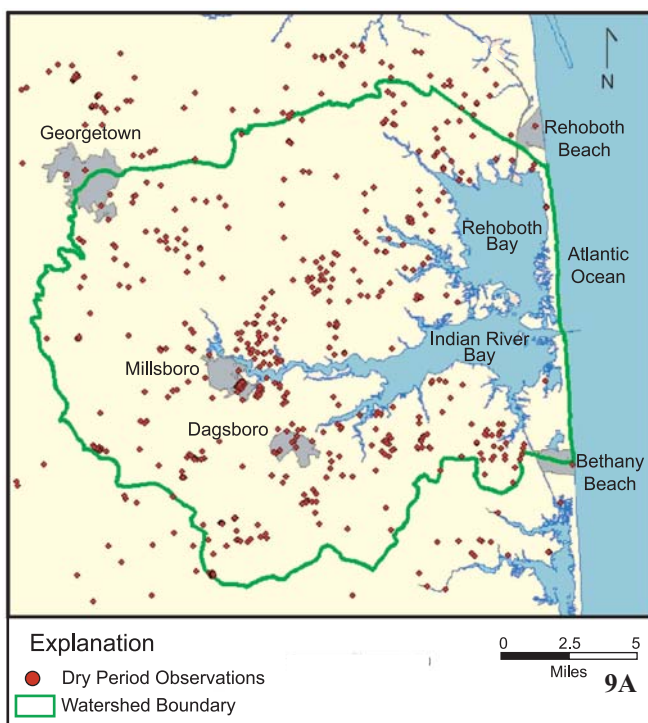 N
Georgetown
Rehoboth
Beach
Rehoboth
Bay
Atlantic
Ocean
Indian River
Bay
Millsboro
Dagsboro
Bethany
Beach
Explanation
Dry Period Observations
Watershed Boundary
0 2.5 5
Miles
9A